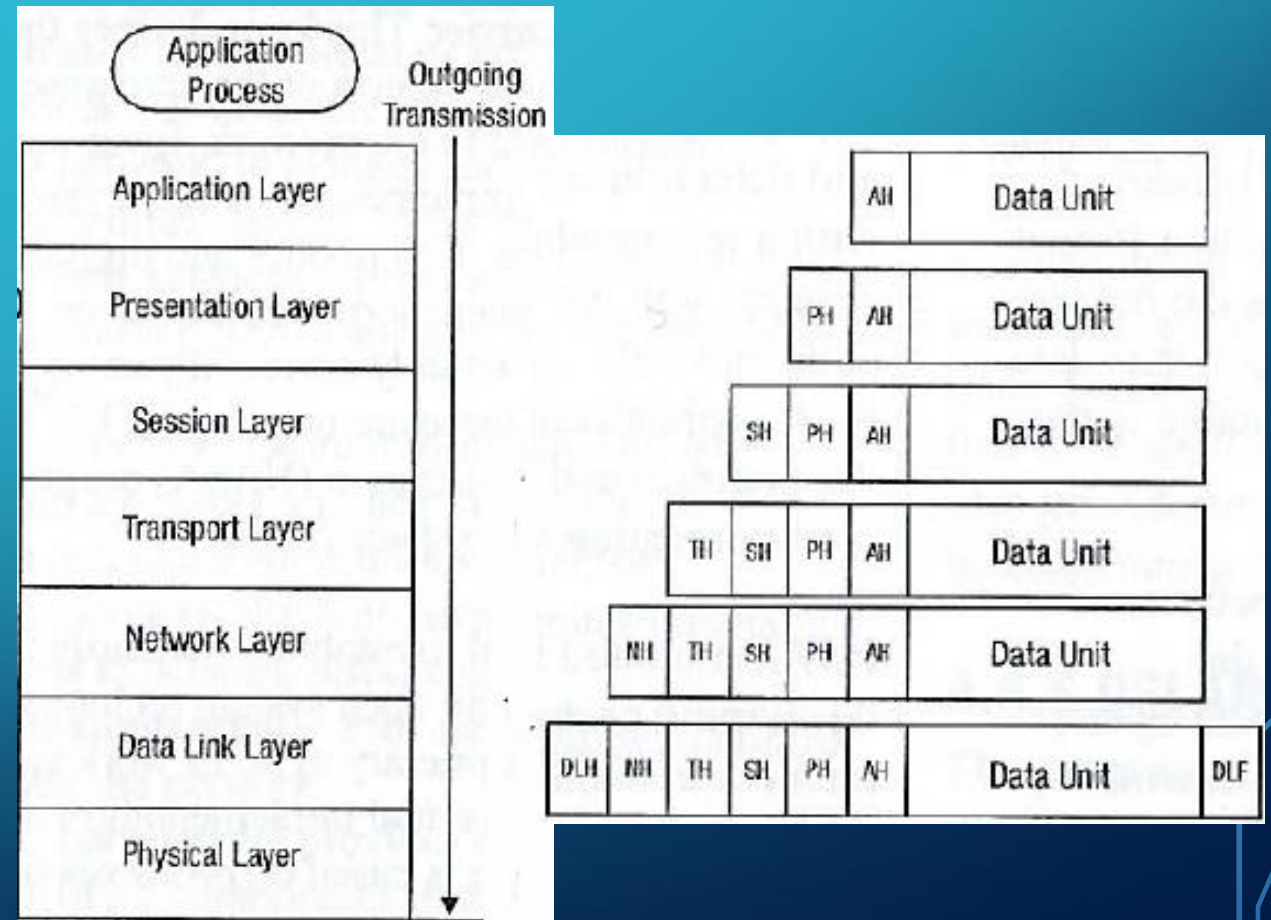 Application
Process
Outgoing
Transmission
Application Layer
AH Data Unit
Presentation Layer
PH AH Data Unit
Session Layer
SH PH AH Data Unit
Transport Layer
TH SH PH AH Data Unit
Network Layer
NH TH SH PH AH Data Unit
Data Link Layer
DLH NH TH SH PH AH Data Unit DLF
Physical Layer